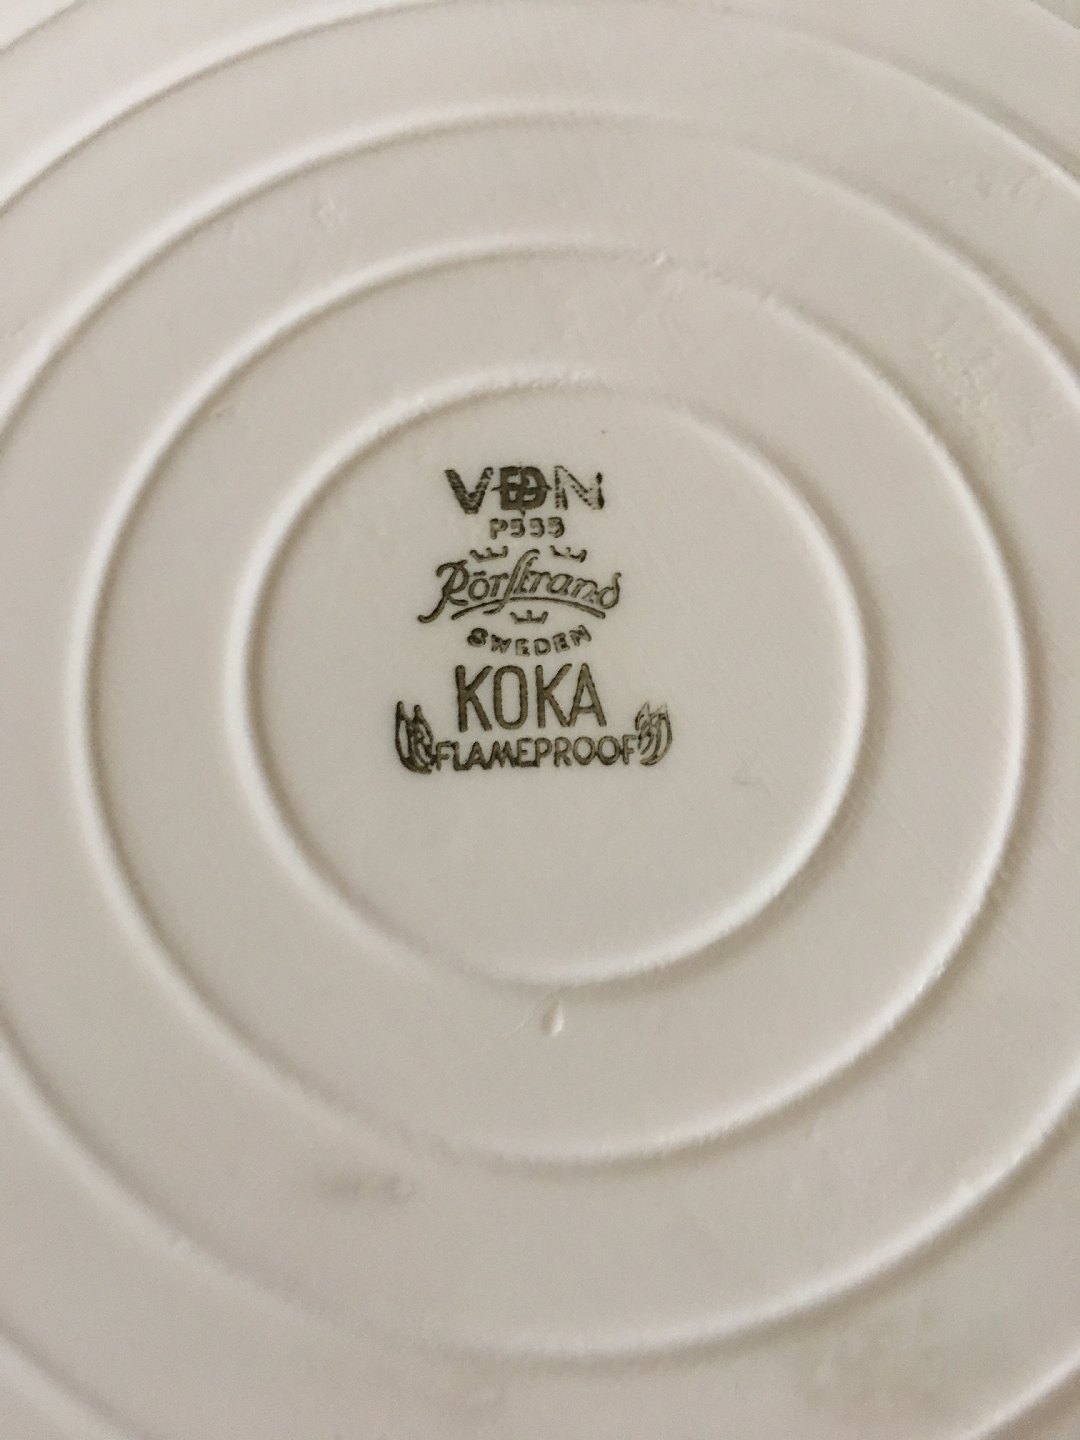 VDN
P555
Rörstrand
SWEDEN
KOKA
FLAMEPROOF